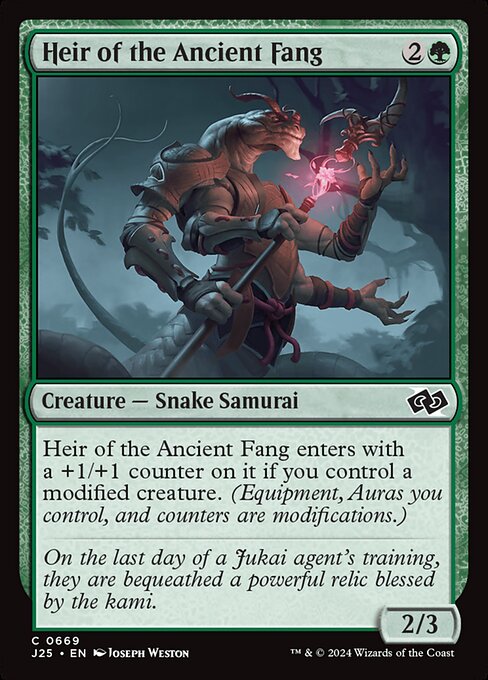 Heir of the Ancient Fang 2
Creature — Snake Samurai
Heir of the Ancient Fang enters with
a +1/+1 counter on it if you control a
modified creature. (Equipment, Auras you
control, and counters are modifications.)
On the last day of a Jukai agent's training,
they are bequeathed a powerful relic blessed
by the kami.
2/3
C 0669
J25 • EN Joseph Weston
™ & © 2024 Wizards of the Coast